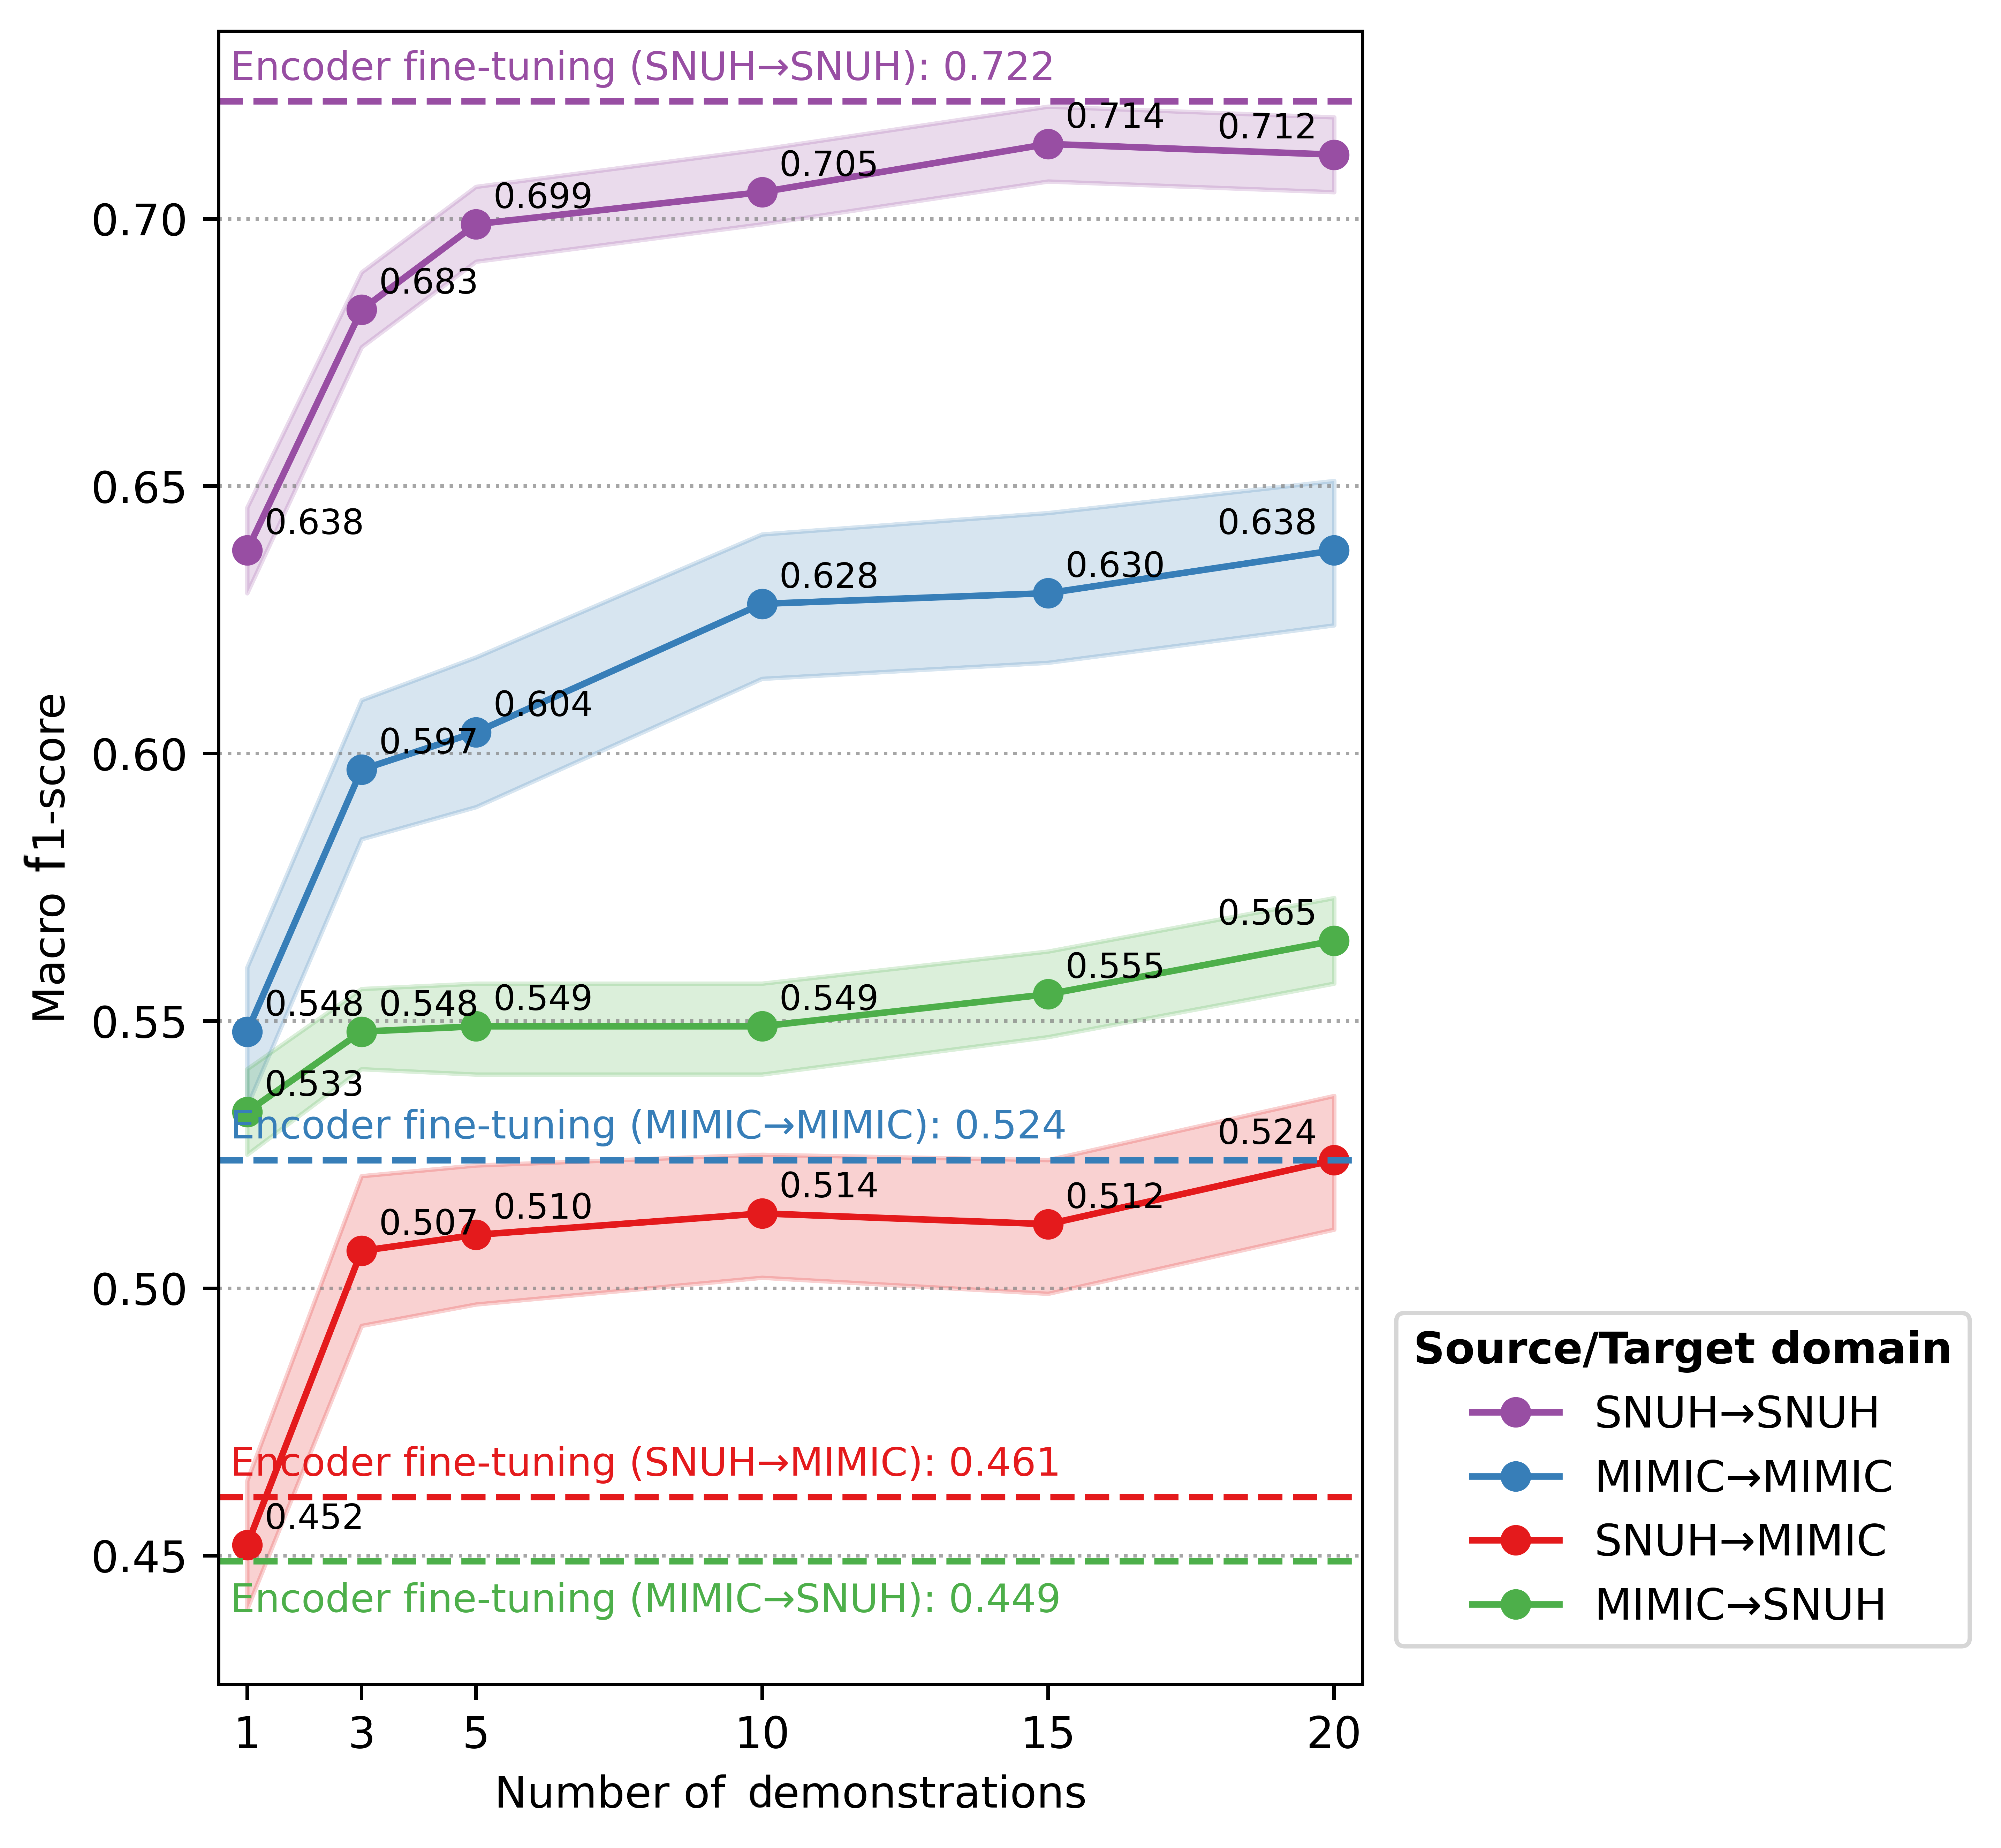 Encoder fine-tuning (SNUH→SNUH): 0.722
0.714
0.712
0.705
0.699
0.683
0.638
0.638
0.630
0.628
0.604
0.597
0.565
0.555
0.548
0.548
0.549
0.549
0.533
Encoder fine-tuning (MIMIC→MIMIC): 0.524
0.524
0.514
0.512
0.510
0.507
Encoder fine-tuning (SNUH→MIMIC): 0.461
0.452
Encoder fine-tuning (MIMIC→SNUH): 0.449
0.70
0.65
0.60
0.55
0.50
0.45
Macro f1-score
1 3 5 10 15 20
Number of demonstrations
Source/Target domain
SNUH→SNUH
MIMIC→MIMIC
SNUH→MIMIC
MIMIC→SNUH